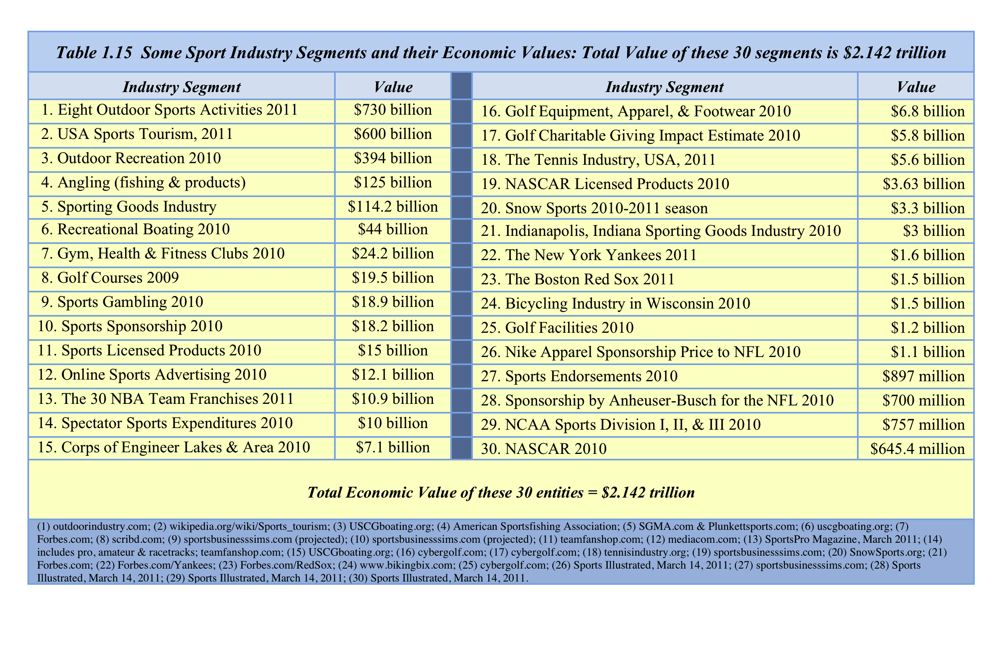 Table 1.15 Some Sport Industry Segments and their Economic Values: Total Value of these 30 segments is $2.142 trillion
Industry Segment Value Industry Segment Value
1. Eight Outdoor Sports Activities 2011 $730 billion 16. Golf Equipment, Apparel, & Footwear 2010 $6.8 billion
2. USA Sports Tourism, 2011 $600 billion 17. Golf Charitable Giving Impact Estimate 2010 $5.8 billion
3. Outdoor Recreation 2010 $394 billion 18. The Tennis Industry, USA, 2011 $5.6 billion
4. Angling (fishing & products) $125 billion 19. NASCAR Licensed Products 2010 $3.63 billion
5. Sporting Goods Industry $114.2 billion 20. Snow Sports 2010-2011 season $3.3 billion
6. Recreational Boating 2010 $44 billion 21. Indianapolis, Indiana Sporting Goods Industry 2010 $3 billion
7. Gym, Health & Fitness Clubs 2010 $24.2 billion 22. The New York Yankees 2011 $1.6 billion
8. Golf Courses 2009 $19.5 billion 23. The Boston Red Sox 2011 $1.5 billion
9. Sports Gambling 2010 $18.9 billion 24. Bicycling Industry in Wisconsin 2010 $1.5 billion
10. Sports Sponsorship 2010 $18.2 billion 25. Golf Facilities 2010 $1.2 billion
11. Sports Licensed Products 2010 $15 billion 26. Nike Apparel Sponsorship Price to NFL 2010 $1.1 billion
12. Online Sports Advertising 2010 $12.1 billion 27. Sports Endorsements 2010 $897 million
13. The 30 NBA Team Franchises 2011 $10.9 billion 28. Sponsorship by Anheuser-Busch for the NFL 2010 $700 million
14. Spectator Sports Expenditures 2010 $10 billion 29. NCAA Sports Division I, II, & III 2010 $757 million
15. Corps of Engineer Lakes & Area 2010 $7.1 billion 30. NASCAR 2010 $645.4 million
Total Economic Value of these 30 entities = $2.142 trillion
(1) outdoorindustry.com; (2) wikipedia.org/wiki/Sports_tourism; (3) USCGboating.org; (4) American Sportsfishing Association; (5) SGMA.com & Plunkettsports.com; (6) uscgboating.org; (7)
Forbes.com; (8) scribd.com; (9) sportsbusinesssims.com (projected); (10) sportsbusinesssims.com (projected); (11) teamfanshop.com; (12) mediacom.com; (13) SportsPro Magazine, March 2011; (14)
includes pro, amateur & racetracks; teamfanshop.com; (15) USCGboating.org; (16) cybergolf.com; (17) cybergolf.com; (18) tennisindustry.org; (19) sportsbusinesssims.com; (20) SnowSports.org; (21)
Forbes.com; (22) Forbes.com/Yankees; (23) Forbes.com/RedSox; (24) www.bikingbix.com; (25) cybergolf.com; (26) Sports Illustrated, March 14, 2011; (27) sportsbusinesssims.com; (28) Sports
Illustrated, March 14, 2011; (29) Sports Illustrated, March 14, 2011; (30) Sports Illustrated, March 14, 2011.